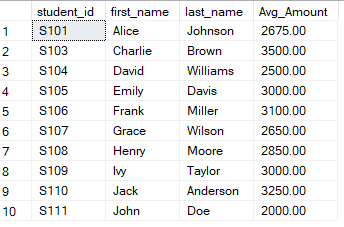 student_id first_name last_name Avg_Amount
1 S101 Alice Johnson 2675.00
2 S103 Charlie Brown 3500.00
3 S104 David Williams 2500.00
4 S105 Emily Davis 3000.00
5 S106 Frank Miller 3100.00
6 S107 Grace Wilson 2650.00
7 S108 Henry Moore 2850.00
8 S109 Ivy Taylor 3000.00
9 S110 Jack Anderson 3250.00
10 S111 John Doe 2000.00